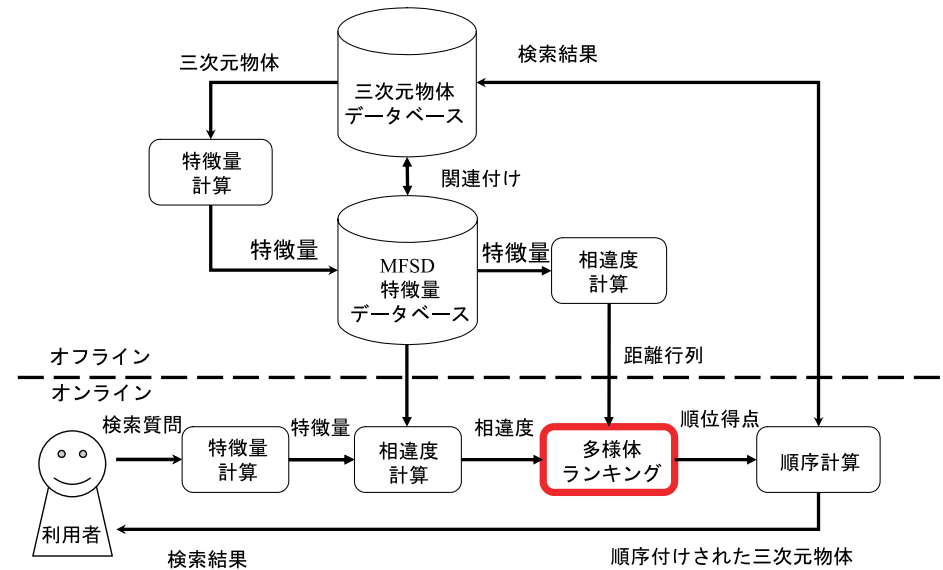 検索結果
三次元物体
三次元物体
データベース
特徴量
計算
関連付け
特徴量
特徴量
MFSD
特徴量
データベース
相違度
計算
オフライン
距離行列
オンライン
検索質問
特徴量
相違度
順位得点
特徴量
計算
相違度
計算
多様体
ランキング
順序計算
利用者
検索結果
順序付けされた三次元物体